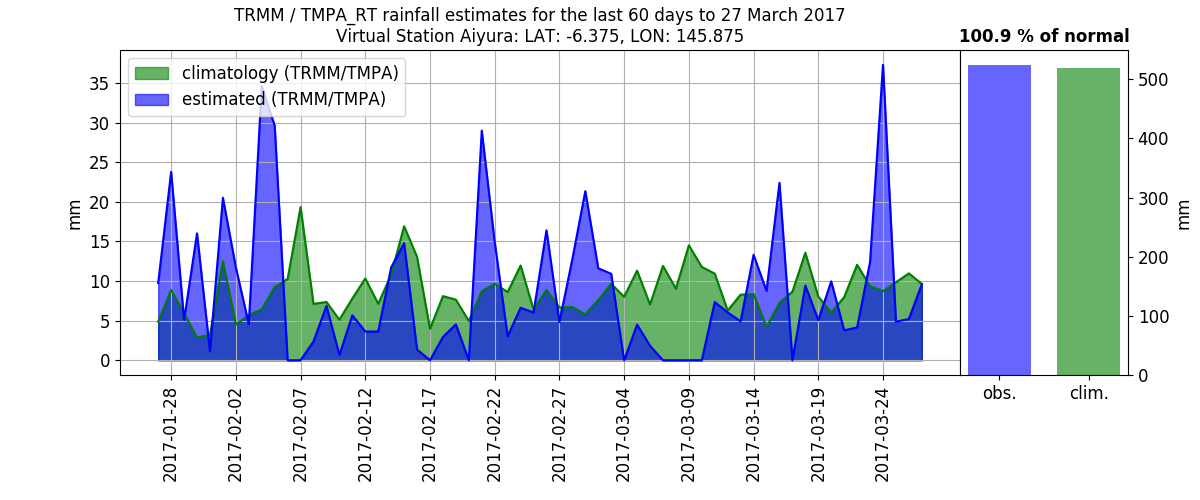 TRMM / TMPA_RT rainfall estimates for the last 60 days to 27 March 2017
Virtual Station Aiyura: LAT: -6.375, LON: 145.875
100.9 % of normal
climatology (TRMM/TMPA)
estimated (TRMM/TMPA)
mm
35
30
25
20
15
10
5
0
2017-01-28
2017-02-02
2017-02-07
2017-02-12
2017-02-17
2017-02-22
2017-02-27
2017-03-04
2017-03-09
2017-03-14
2017-03-19
2017-03-24
500
400
300
200
100
0
mm
obs.
clim.